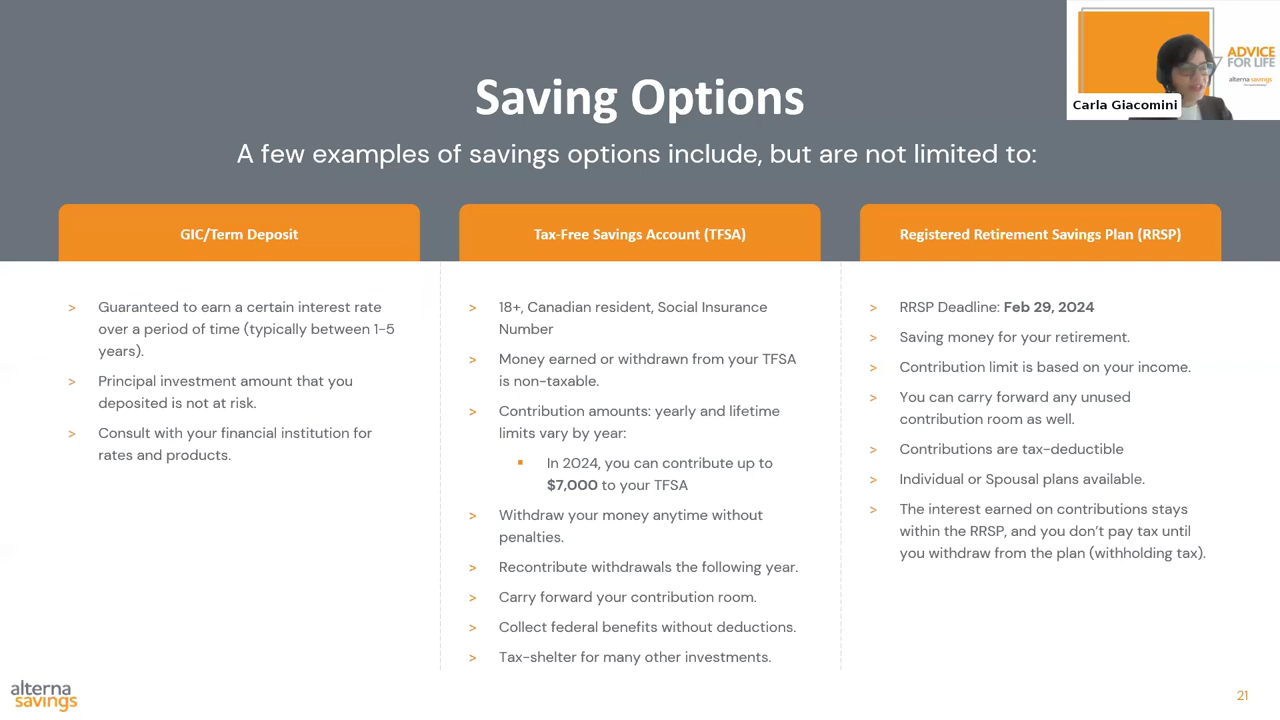 ADVICE
FOR LIFE
alterna savings
Carla Giacomini
Saving Options
A few examples of savings options include, but are not limited to:
GIC/Term Deposit
> Guaranteed to earn a certain interest rate
over a period of time (typically between 1-5
years).
> Principal investment amount that you
deposited is not at risk.
> Consult with your financial institution for
rates and products.
Tax-Free Savings Account (TFSA)
> 18+, Canadian resident, Social Insurance
Number
> Money earned or withdrawn from your TFSA
is non-taxable.
> Contribution amounts: yearly and lifetime
limits vary by year:
▪ In 2024, you can contribute up to
$7,000 to your TFSA
> Withdraw your money anytime without
penalties.
> Recontribute withdrawals the following year.
> Carry forward your contribution room.
> Collect federal benefits without deductions.
> Tax-shelter for many other investments.
Registered Retirement Savings Plan (RRSP)
> RRSP Deadline: Feb 29, 2024
> Saving money for your retirement.
> Contribution limit is based on your income.
> You can carry forward any unused
contribution room as well.
> Contributions are tax-deductible
> Individual or Spousal plans available.
> The interest earned on contributions stays
within the RRSP, and you don’t pay tax until
you withdraw from the plan (withholding tax).
alterna
savings
21